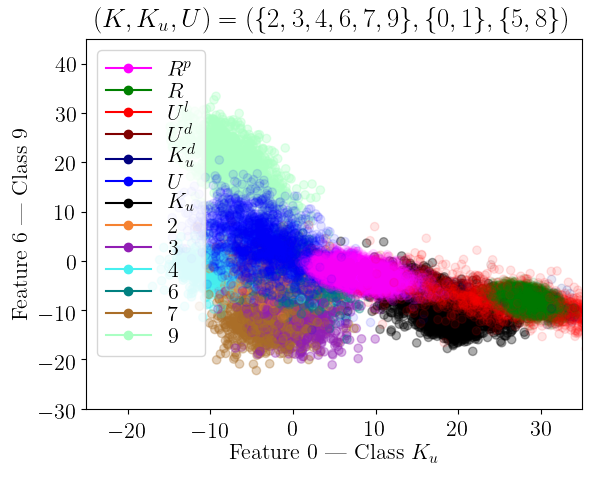 (K, K_u, U) = ({2, 3, 4, 6, 7, 9}, {0, 1}, {5, 8})
40
30
20
10
0
−10
−20
−30
Feature 6 — Class 9
R^p
R
U^l
U^d
K_u^d
U
K_u
2
3
4
6
7
9
−20 −10 0 10 20 30
Feature 0 — Class K_u